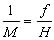 1/M = f/H